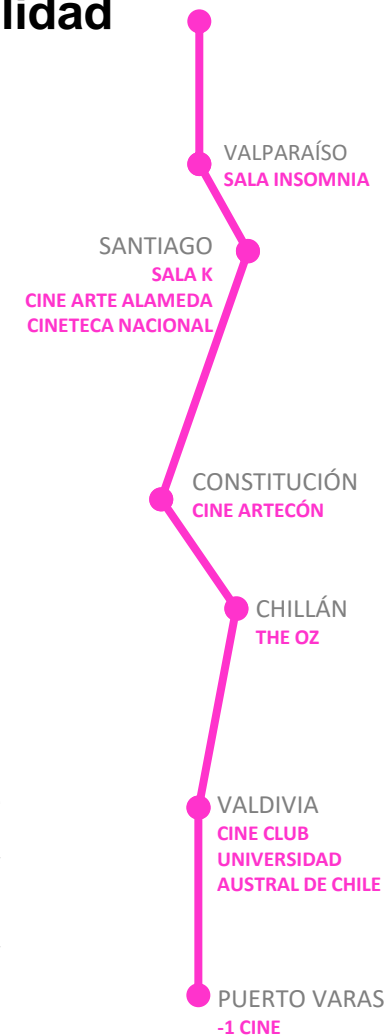 lidad
VALPARAÍSO
SALA INSOMNIA
SANTIAGO
SALA K
CINE ARTE ALAMEDA
CINETECA NACIONAL
CONSTITUCIÓN
CINE ARTECÓN
CHILLÁN
THE OZ
VALDIVIA
CINE CLUB
UNIVERSIDAD
AUSTRAL DE CHILE
PUERTO VARAS
-1 CINE